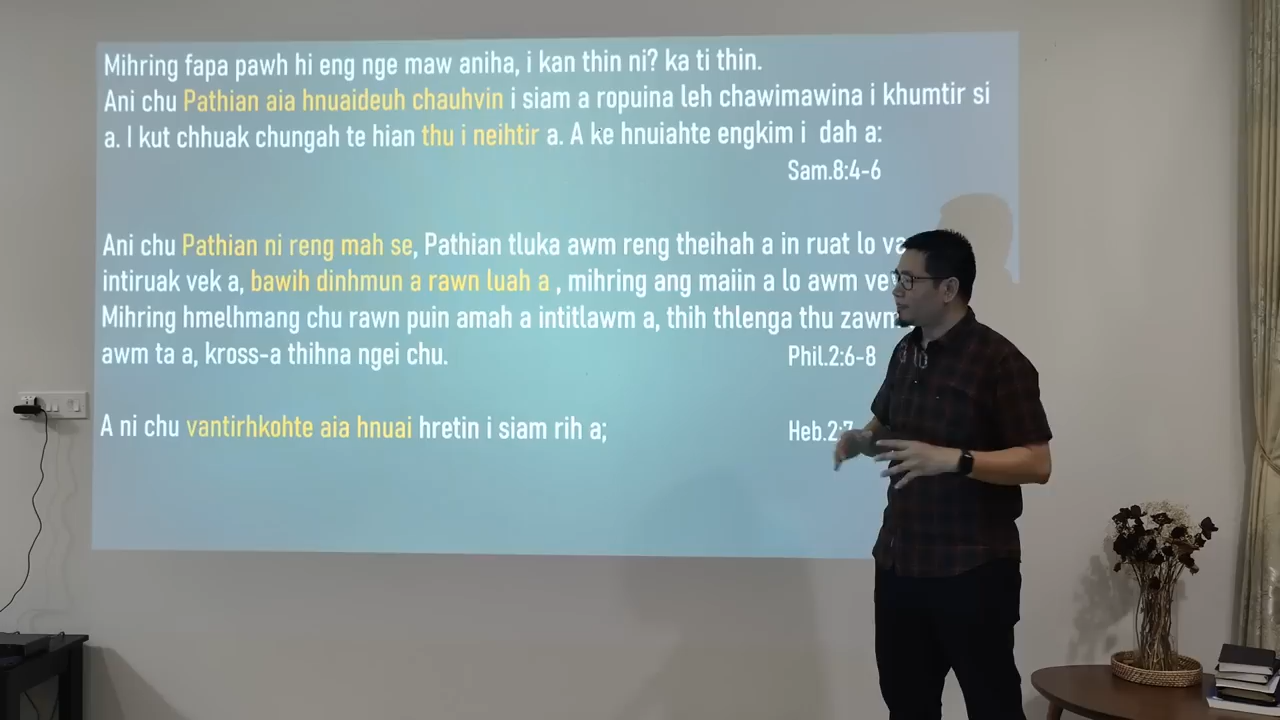 Mihring fapa pawh hi eng nge maw aniha, i kan thin ni? ka ti thin.
Ani chu Pathian aia hnuaideuh chauhvin i siam a ropuina leh chawimawina i khumtir si
a. I kut chhuak chungah te hian thu i neihtir a. A ke hnuiahte engkim i dah a:
Sam.8:4-6
Ani chu Pathian ni reng mah se, Pathian tluka awm reng theihah a in ruat lo
intiruak vek a, bawih dinhmun a rawn luah a , mihring ang maiin a lo awm
Mihring hmelhmang chu rawn puin amah a intitlawm a, thih thlenga thu
awm ta a, kross-a thihna ngei chu. Phil.2:6-8
A ni chu vantirhkohte aia hnuai hretin i siam rih a; Heb.2:7